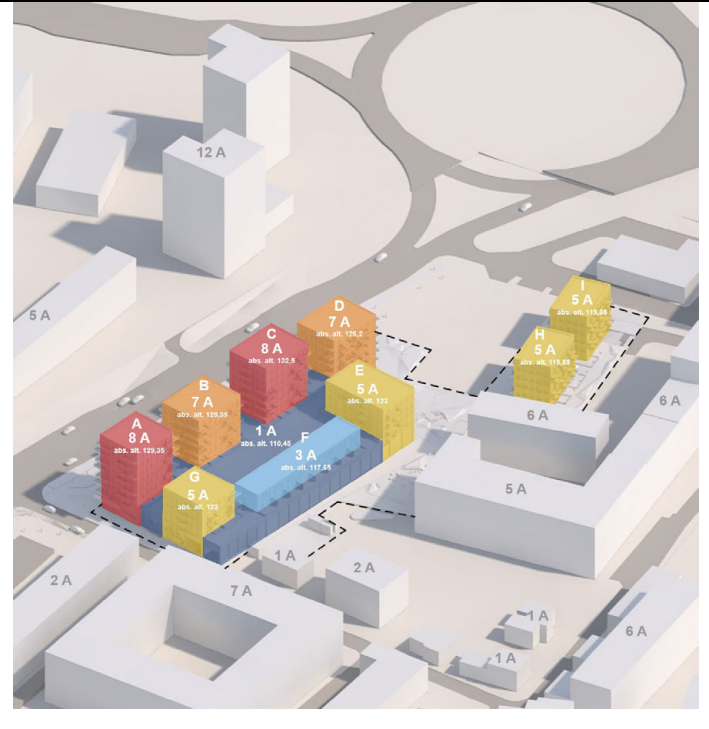 12 A
5 A
I
5 A
abs. alt. 119,85
D
7 A
abs. alt. 126,2
C
8 A
abs. alt. 132,5
H
5 A
abs. alt. 119,85
E
5 A
abs. alt. 123
B
7 A
abs. alt. 129,35
6 A
6 A
A
8 A
abs. alt. 129,35
1 A
abs. alt. 110,45
F
3 A
abs. alt. 117,65
G
5 A
abs. alt. 123
5 A
1 A
2 A
2 A
7 A
1 A
6 A
1 A